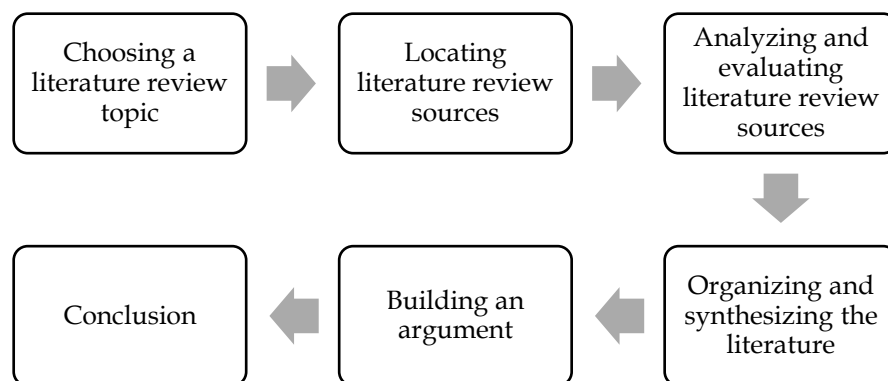 Choosing a
literature review
topic
Locating
literature review
sources
Analyzing and
evaluating
literature review
sources
Organizing and
synthesizing the
literature
Building an
argument
Conclusion